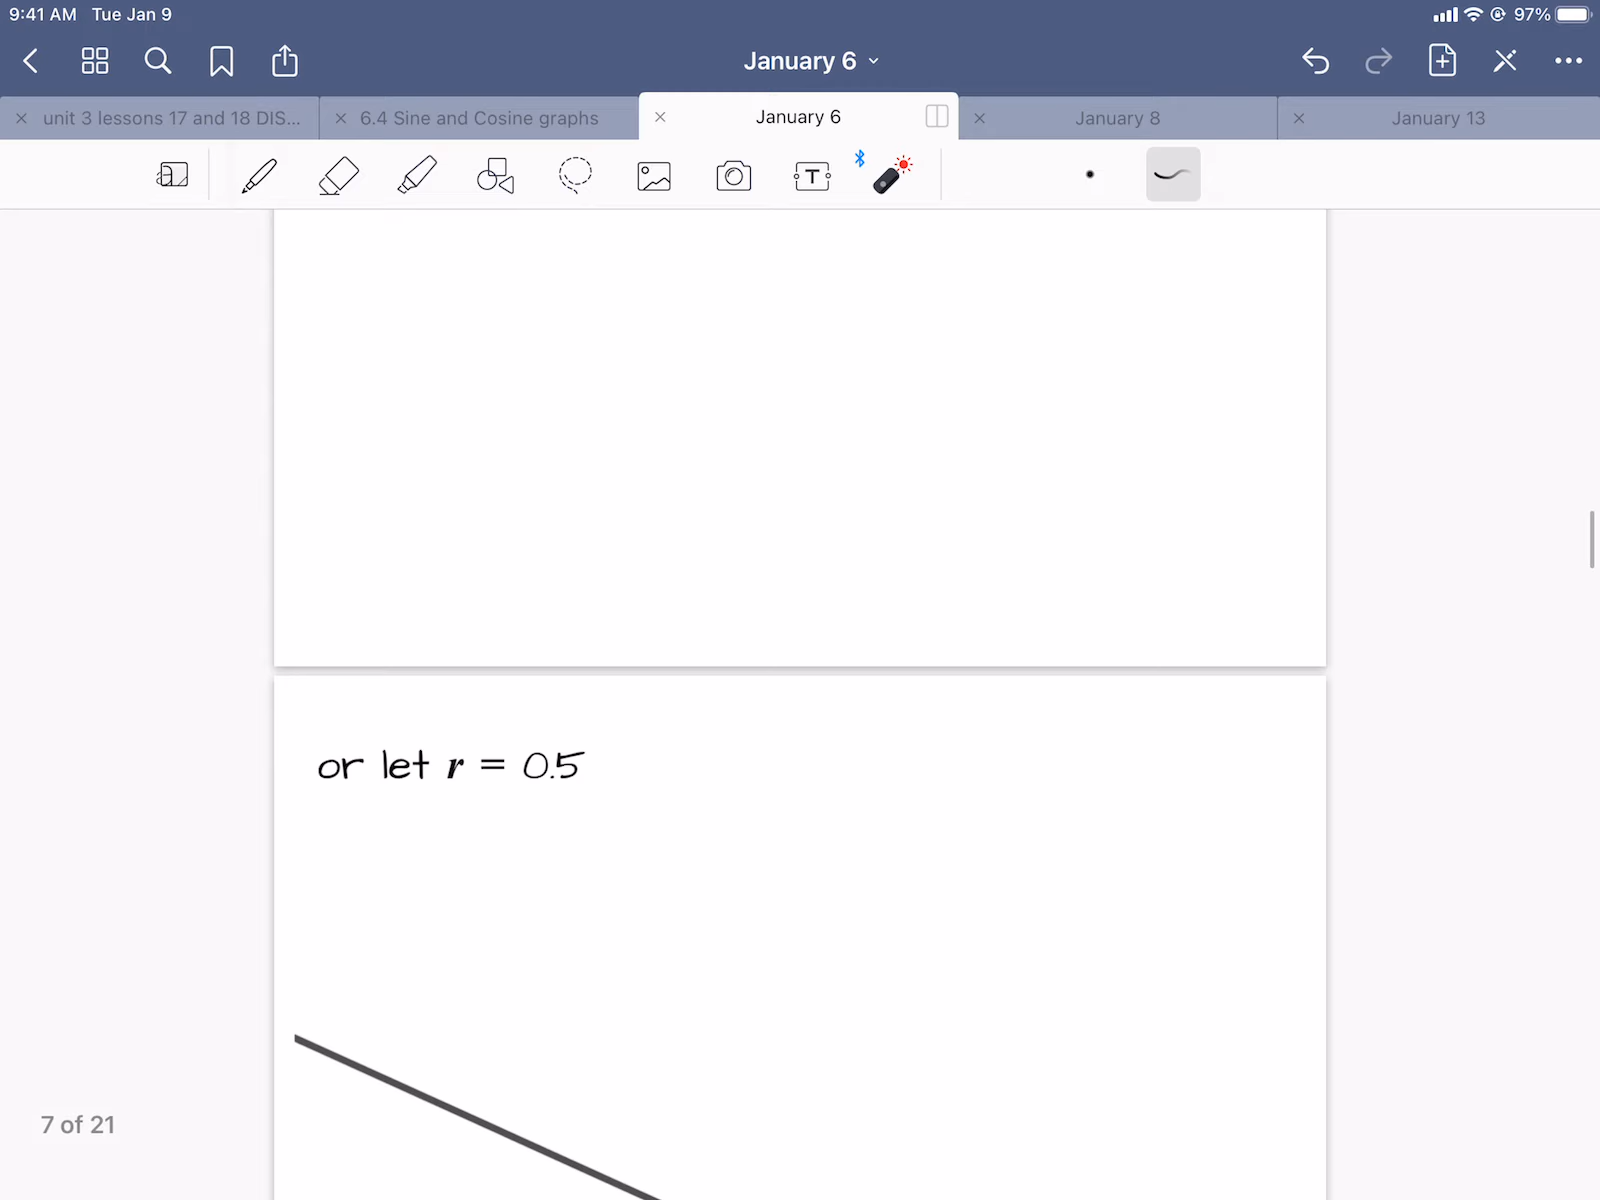 9:41 AM Tue Jan 9 97%
January 6
unit 3 lessons 17 and 18 DIS... 6.4 Sine and Cosine graphs January 6 January 8 January 13
T
or let r = 0.5
7 of 21